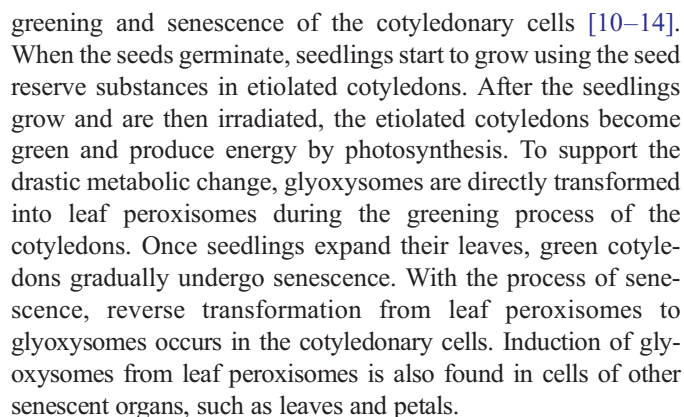 greening and senescence of the cotyledonary cells [10–14].
When the seeds germinate, seedlings start to grow using the seed
reserve substances in etiolated cotyledons. After the seedlings
grow and are then irradiated, the etiolated cotyledons become
green and produce energy by photosynthesis. To support the
drastic metabolic change, glyoxysomes are directly transformed
into leaf peroxisomes during the greening process of the
cotyledons. Once seedlings expand their leaves, green cotyle-
dons gradually undergo senescence. With the process of sene-
scence, reverse transformation from leaf peroxisomes to
glyoxysomes occurs in the cotyledonary cells. Induction of gly-
oxysomes from leaf peroxisomes is also found in cells of other
senescent organs, such as leaves and petals.